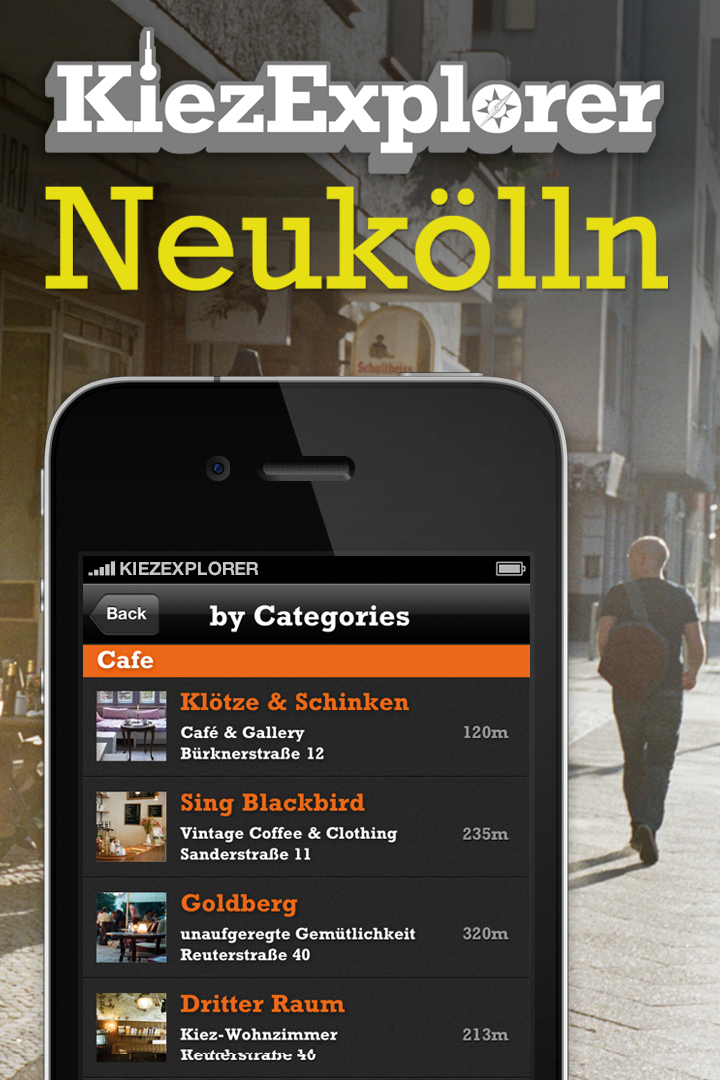 KiezExplorer
Neukölln
Schultheiss
KIEZEXPLORER
Back
by Categories
Cafe
Klötze & Schinken
Café & Gallery
120m
Bürknerstraße 12
Sing Blackbird
Vintage Coffee & Clothing
235m
Sanderstraße 11
Goldberg
unaufgeregte Gemütlichkeit
320m
Reuterstraße 40
Dritter Raum
Kiez-Wohnzimmer
213m